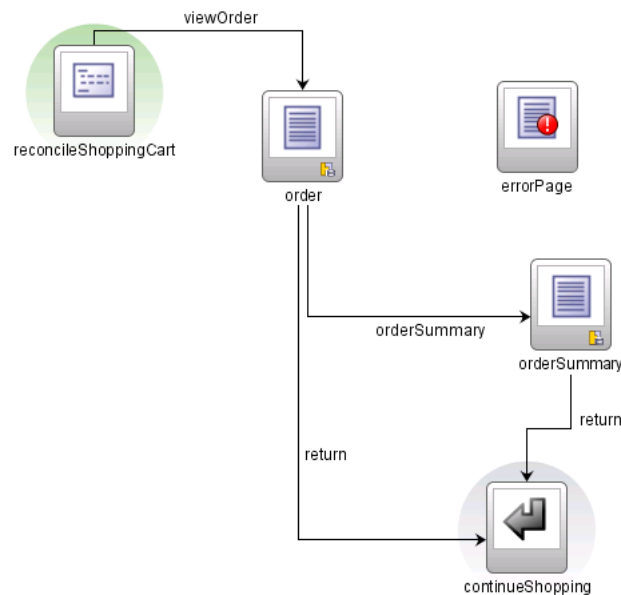 viewOrder
reconcileShoppingCart
order
errorPage
orderSummary
orderSummary
return
return
continueShopping